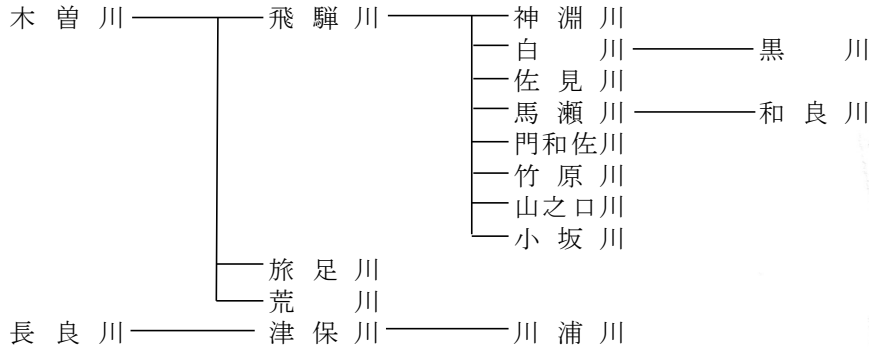 木曽川 飛騨川 神淵川
白川 黒川
佐見川
馬瀬川 和良川
門和佐川
竹原川
山之口川
小坂川
旅足川
荒川
長良川 津保川 川浦川